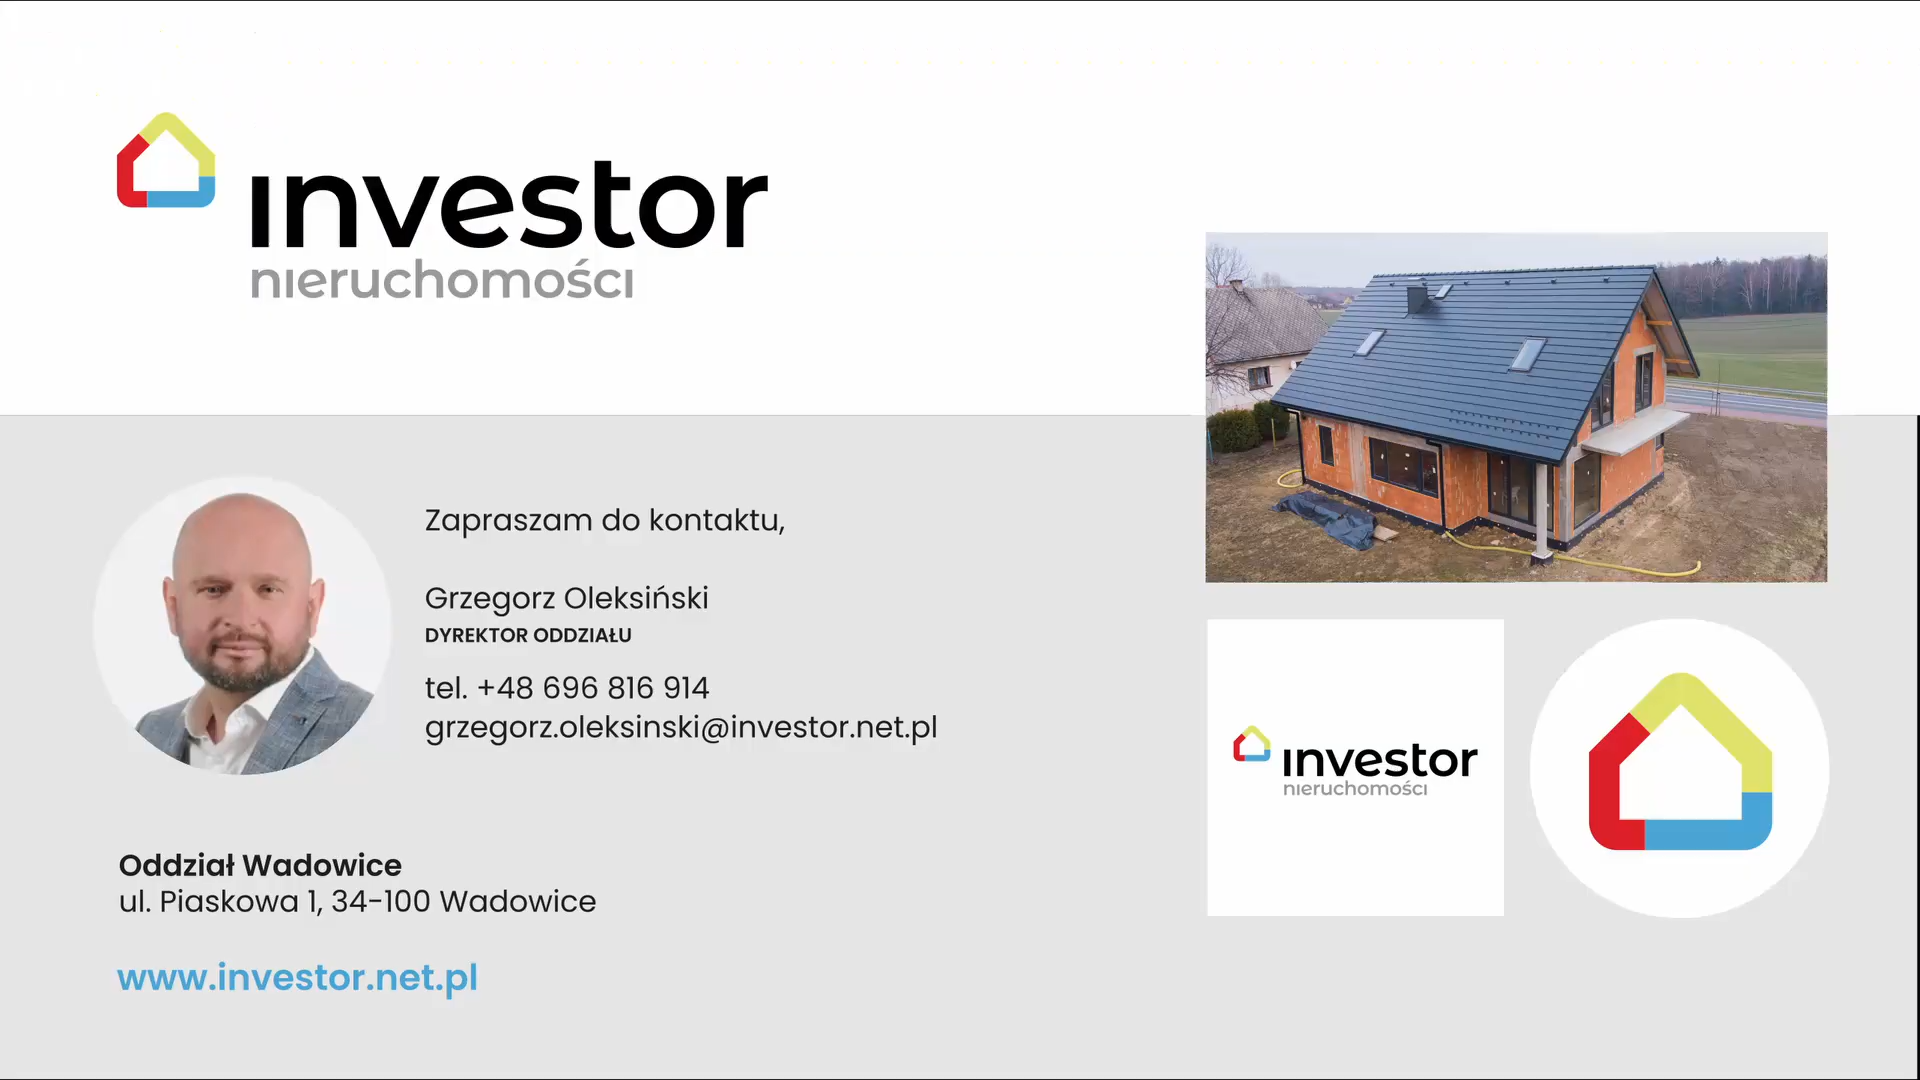 investor
nieruchomości
Zapraszam do kontaktu,
Grzegorz Oleksiński
DYREKTOR ODDZIAŁU
tel. +48 696 816 914
grzegorz.oleksinski@investor.net.pl
Oddział Wadowice
ul. Piaskowa 1, 34-100 Wadowice
www.investor.net.pl
investor
nieruchomości